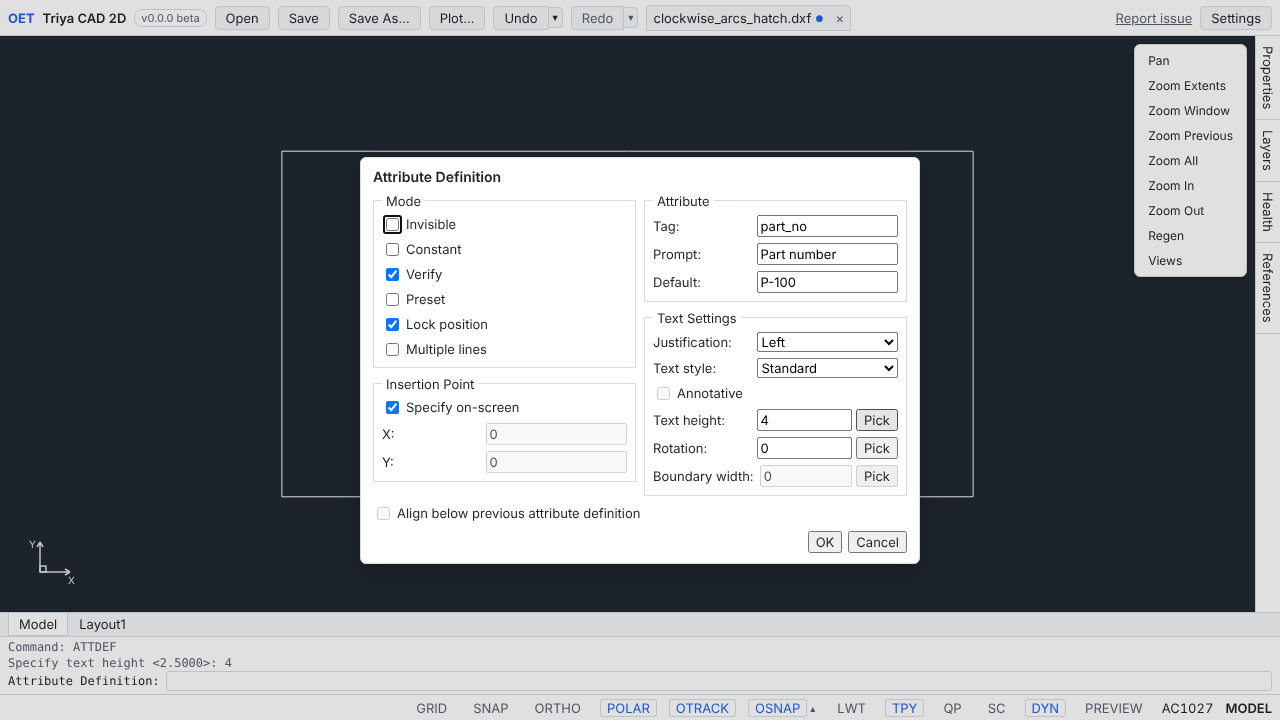 OET Triya CAD 2D v0.0.0 beta Open Save Save As... Plot... Undo ▾ Redo ▾ clockwise_arcs_hatch.dxf ● × Report issue Settings
Pan
Zoom Extents
Zoom Window
Zoom Previous
Zoom All
Zoom In
Zoom Out
Regen
Views
Properties
Layers
Health
References
Attribute Definition
Mode
Invisible
Constant
Verify
Preset
Lock position
Multiple lines
Insertion Point
Specify on-screen
X: 0
Y: 0
Attribute
Tag: part_no
Prompt: Part number
Default: P-100
Text Settings
Justification: Left
Text style: Standard
Annotative
Text height: 4 Pick
Rotation: 0 Pick
Boundary width: 0 Pick
Align below previous attribute definition
OK Cancel
Y
X
Model Layout1
Command: ATTDEF
Specify text height <2.5000>: 4
Attribute Definition:
GRID SNAP ORTHO POLAR OTRACK OSNAP ▴ LWT TPY QP SC DYN PREVIEW AC1027 MODEL